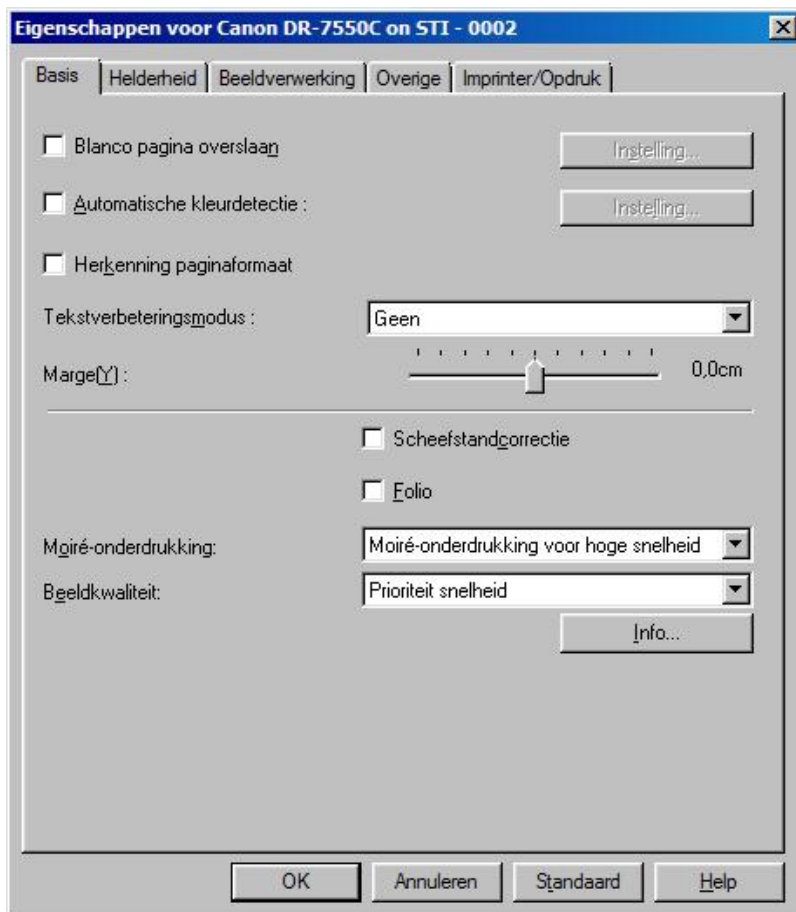 Eigenschappen voor Canon DR-7550C on STI - 0002
Basis Helderheid Beeldverwerking Overige Imprinter/Opdruk
Blanco pagina overslaan Instelling...
Automatische kleurdetectie : Instelling...
Herkenning paginaformaat
Tekstverbeteringsmodus : Geen
Marge(Y) : 0,0cm
Scheefstandcorrectie
Folio
Moiré-onderdrukking: Moiré-onderdrukking voor hoge snelheid
Beeldkwaliteit: Prioriteit snelheid
Info...
OK Annuleren Standaard Help